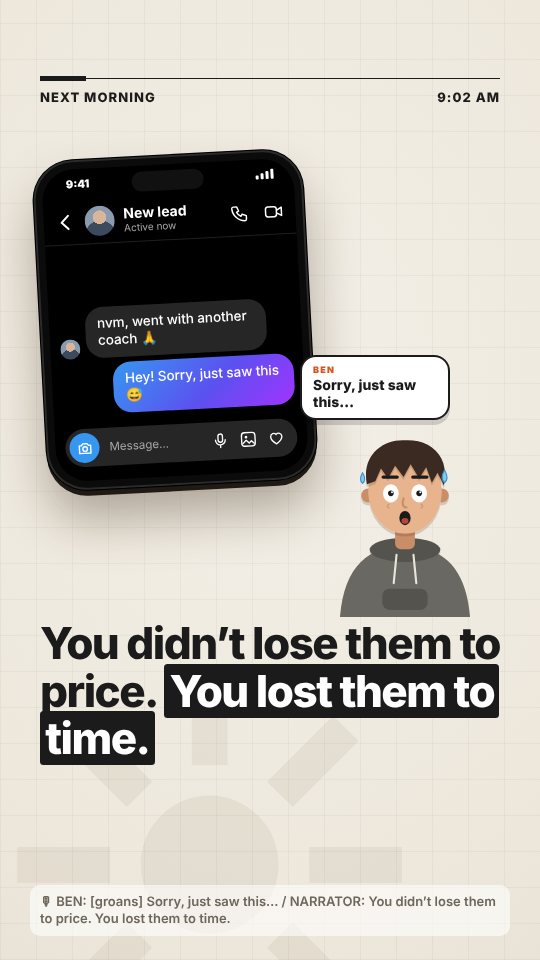 NEXT MORNING
9:02 AM
9:41
New lead
Active now
nvm, went with another
coach 🙏
Hey! Sorry, just saw this
😅
Message...
BEN
Sorry, just saw
this...
You didn’t lose them to
price. You lost them to
time.
🎙 BEN: [groans] Sorry, just saw this... / NARRATOR: You didn’t lose them
to price. You lost them to time.